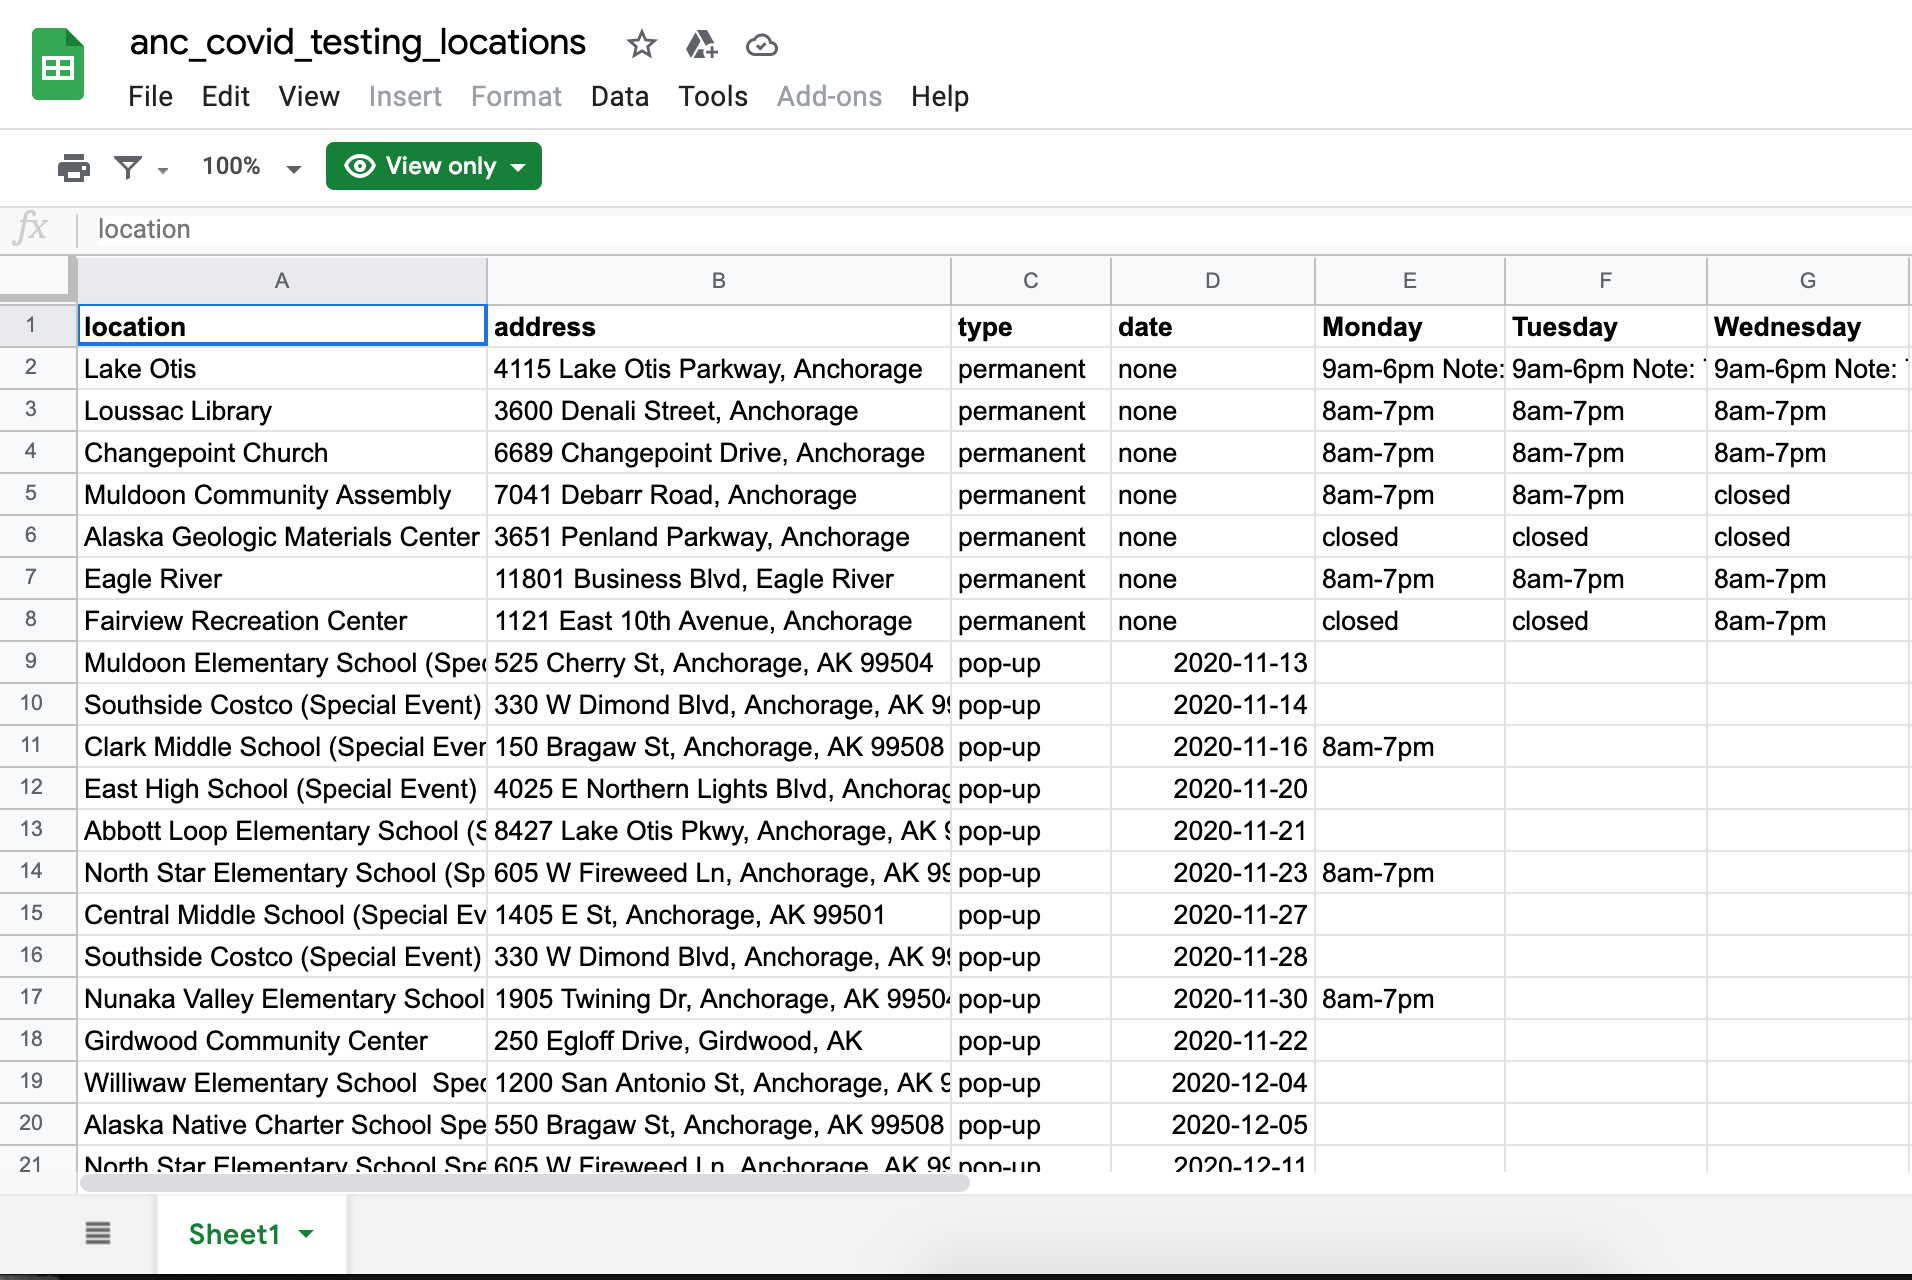 anc_covid_testing_locations
File Edit View Insert Format Data Tools Add-ons Help
100% View only
fx location
A B C D E F G
1 location address type date Monday Tuesday Wednesday
2 Lake Otis 4115 Lake Otis Parkway, Anchorage permanent none 9am-6pm Note: 9am-6pm Note: 9am-6pm Note:
3 Loussac Library 3600 Denali Street, Anchorage permanent none 8am-7pm 8am-7pm 8am-7pm
4 Changepoint Church 6689 Changepoint Drive, Anchorage permanent none 8am-7pm 8am-7pm 8am-7pm
5 Muldoon Community Assembly 7041 Debarr Road, Anchorage permanent none 8am-7pm 8am-7pm closed
6 Alaska Geologic Materials Center 3651 Penland Parkway, Anchorage permanent none closed closed closed
7 Eagle River 11801 Business Blvd, Eagle River permanent none 8am-7pm 8am-7pm 8am-7pm
8 Fairview Recreation Center 1121 East 10th Avenue, Anchorage permanent none closed closed 8am-7pm
9 Muldoon Elementary School (Spec 525 Cherry St, Anchorage, AK 99504 pop-up 2020-11-13
10 Southside Costco (Special Event) 330 W Dimond Blvd, Anchorage, AK 99 pop-up 2020-11-14
11 Clark Middle School (Special Ever 150 Bragaw St, Anchorage, AK 99508 pop-up 2020-11-16 8am-7pm
12 East High School (Special Event) 4025 E Northern Lights Blvd, Anchorag pop-up 2020-11-20
13 Abbott Loop Elementary School (S 8427 Lake Otis Pkwy, Anchorage, AK pop-up 2020-11-21
14 North Star Elementary School (Sp 605 W Fireweed Ln, Anchorage, AK 99 pop-up 2020-11-23 8am-7pm
15 Central Middle School (Special Ev 1405 E St, Anchorage, AK 99501 pop-up 2020-11-27
16 Southside Costco (Special Event) 330 W Dimond Blvd, Anchorage, AK 99 pop-up 2020-11-28
17 Nunaka Valley Elementary School 1905 Twining Dr, Anchorage, AK 99504 pop-up 2020-11-30 8am-7pm
18 Girdwood Community Center 250 Egloff Drive, Girdwood, AK pop-up 2020-11-22
19 Williwaw Elementary School Spec 1200 San Antonio St, Anchorage, AK 9 pop-up 2020-12-04
20 Alaska Native Charter School Spe 550 Bragaw St, Anchorage, AK 99508 pop-up 2020-12-05
21 North Star Elementary School Spe 605 W Fireweed Ln, Anchorage, AK 99 pop-up 2020-12-11
Sheet1